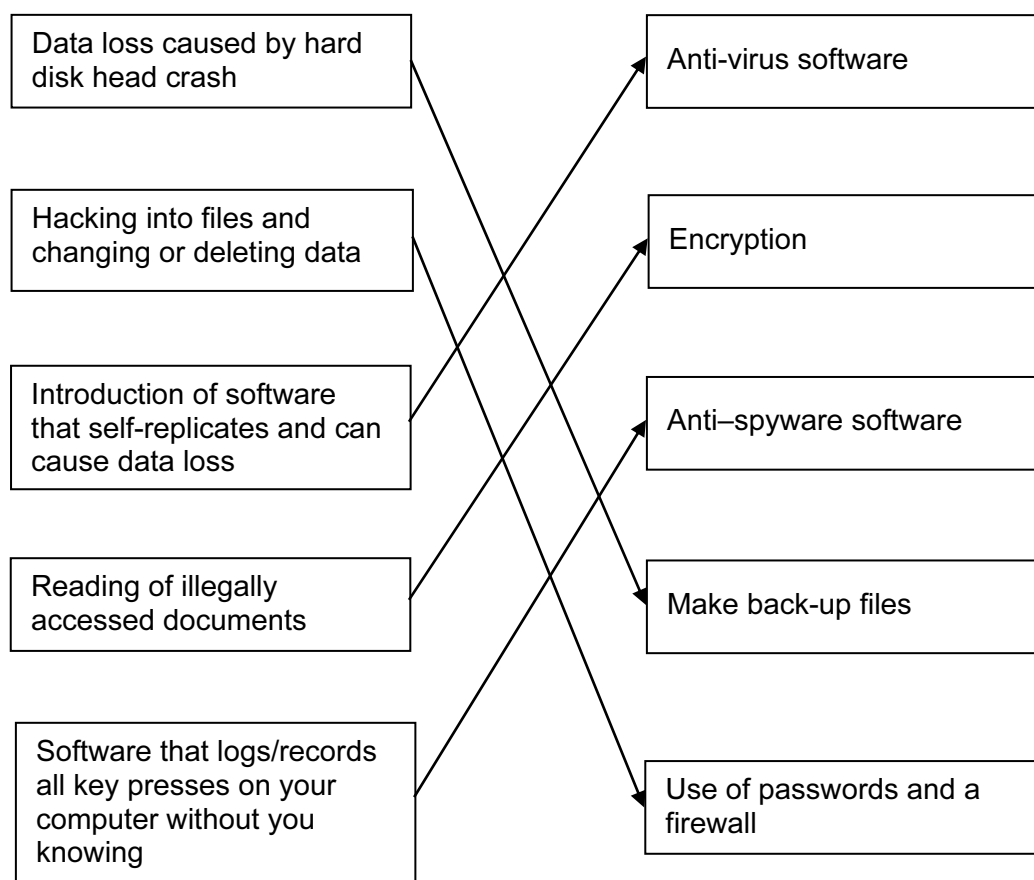 Data loss caused by hard
disk head crash
Anti-virus software
Hacking into files and
changing or deleting data
Encryption
Introduction of software
that self-replicates and can
cause data loss
Anti–spyware software
Reading of illegally
accessed documents
Make back-up files
Software that logs/records
all key presses on your
computer without you
knowing
Use of passwords and a
firewall